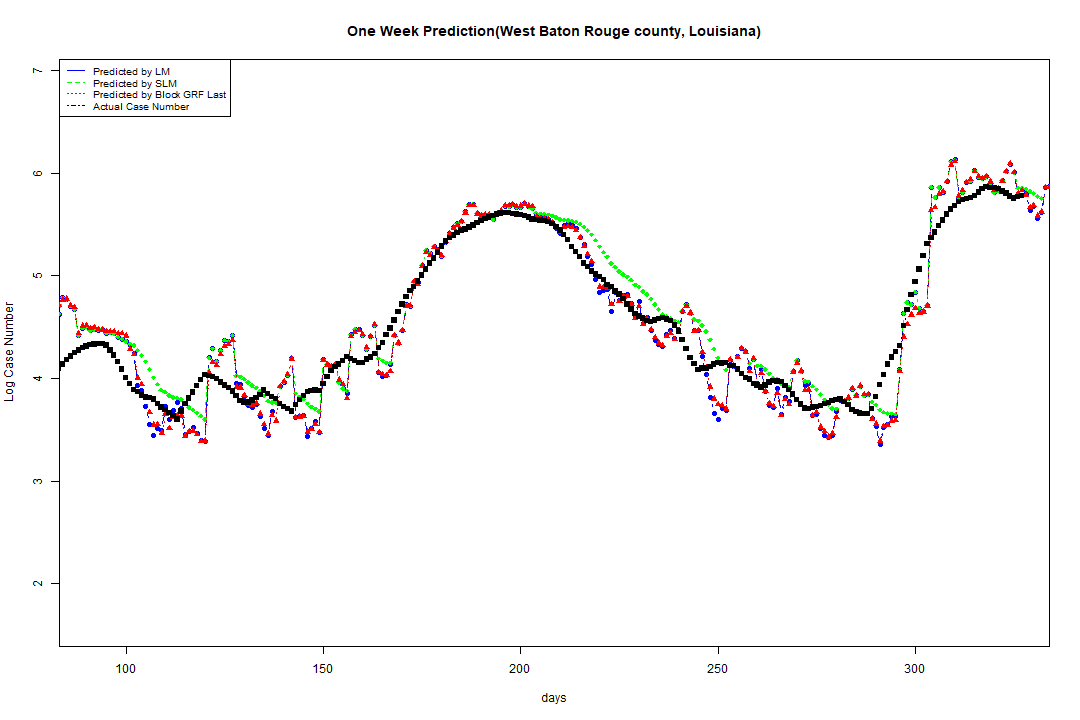 One Week Prediction(West Baton Rouge county, Louisiana)
Predicted by LM
Predicted by SLM
Predicted by Block GRF Last
Actual Case Number
7
6
5
4
3
2
Log Case Number
100 150 200 250 300
days